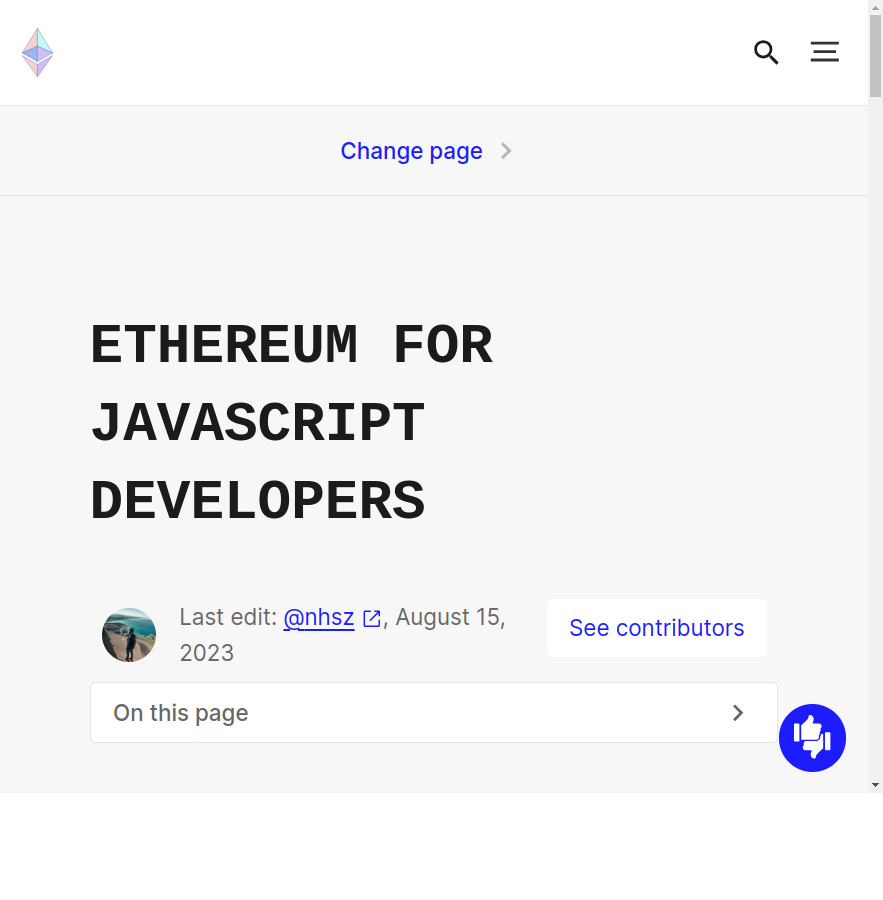 Change page
ETHEREUM FOR
JAVASCRIPT
DEVELOPERS
Last edit: @nhsz , August 15,
2023
See contributors
On this page